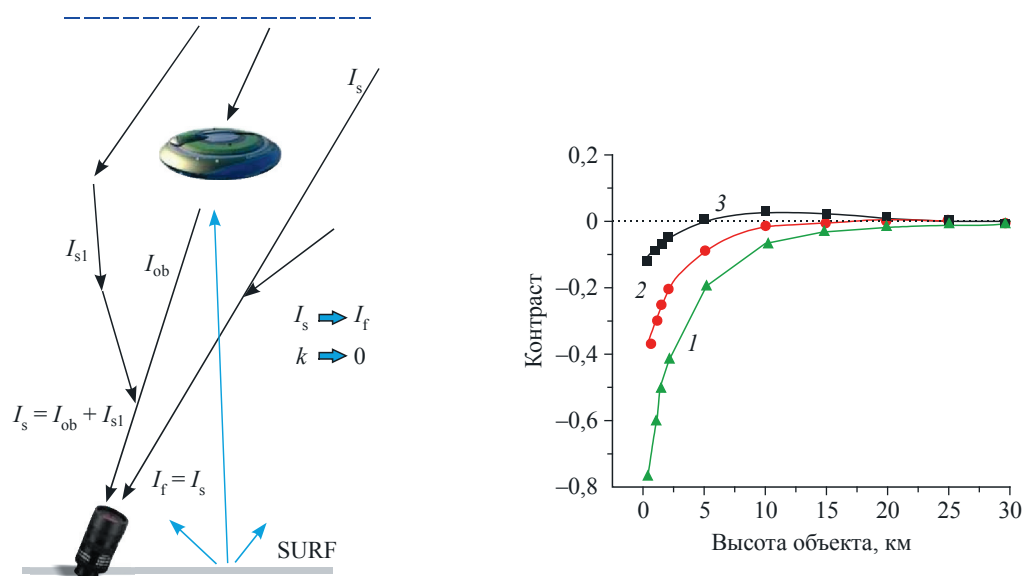 I_s
I_s1
I_ob
I_s ➡ I_f
k ➡ 0
I_s = I_ob + I_s1
I_f = I_s
SURF
Контраст
0,2
0
–0,2
–0,4
–0,6
–0,8
3
2
1
0 5 10 15 20 25 30
Высота объекта, км